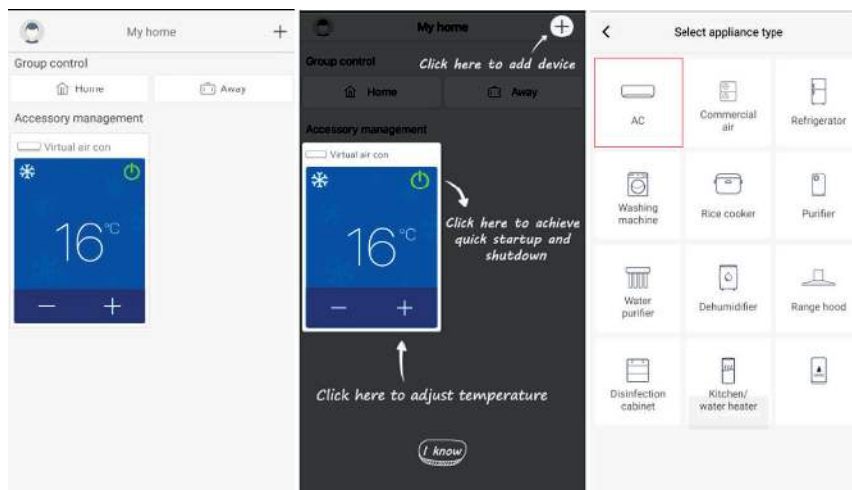 My home
+
Group control
Home
Away
Accessory management
Virtual air con
16°C
− +
My home
+
Click here to add device
Group control
Home
Away
Accessory management
Virtual air con
16°C
− +
Click here to achieve
quick startup and
shutdown
Click here to adjust temperature
I know
Select appliance type
AC
Commercial
air
Refrigerator
Washing
machine
Rice cooker
Purifier
Water
purifier
Dehumidifier
Range hood
Disinfection
cabinet
Kitchen/
water heater